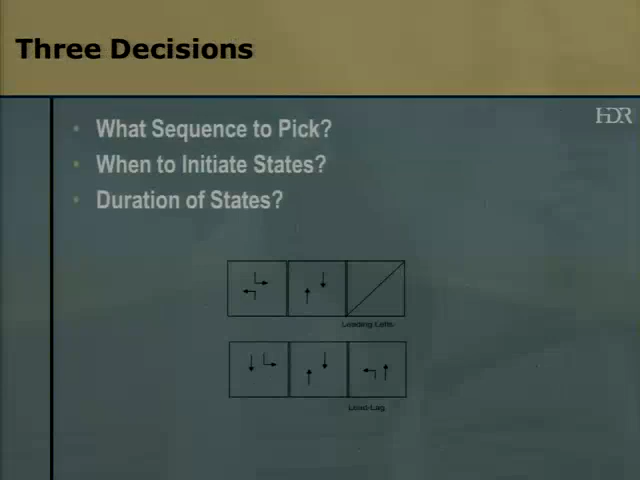 Three Decisions
HDR
• What Sequence to Pick?
• When to Initiate States?
• Duration of States?
Leading Lefts
Lead-Lag